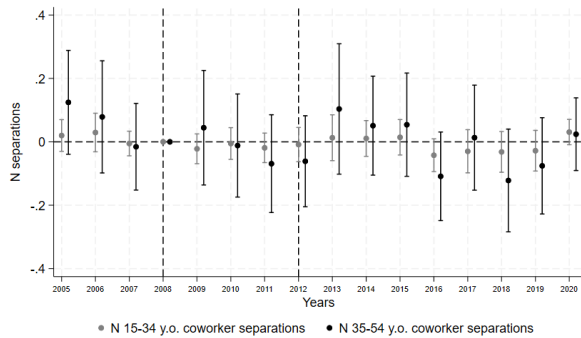 .4
.2
0
-.2
-.4
N separations
2005 2006 2007 2008 2009 2010 2011 2012 2013 2014 2015 2016 2017 2018 2019 2020
Years
N 15-34 y.o. coworker separations N 35-54 y.o. coworker separations